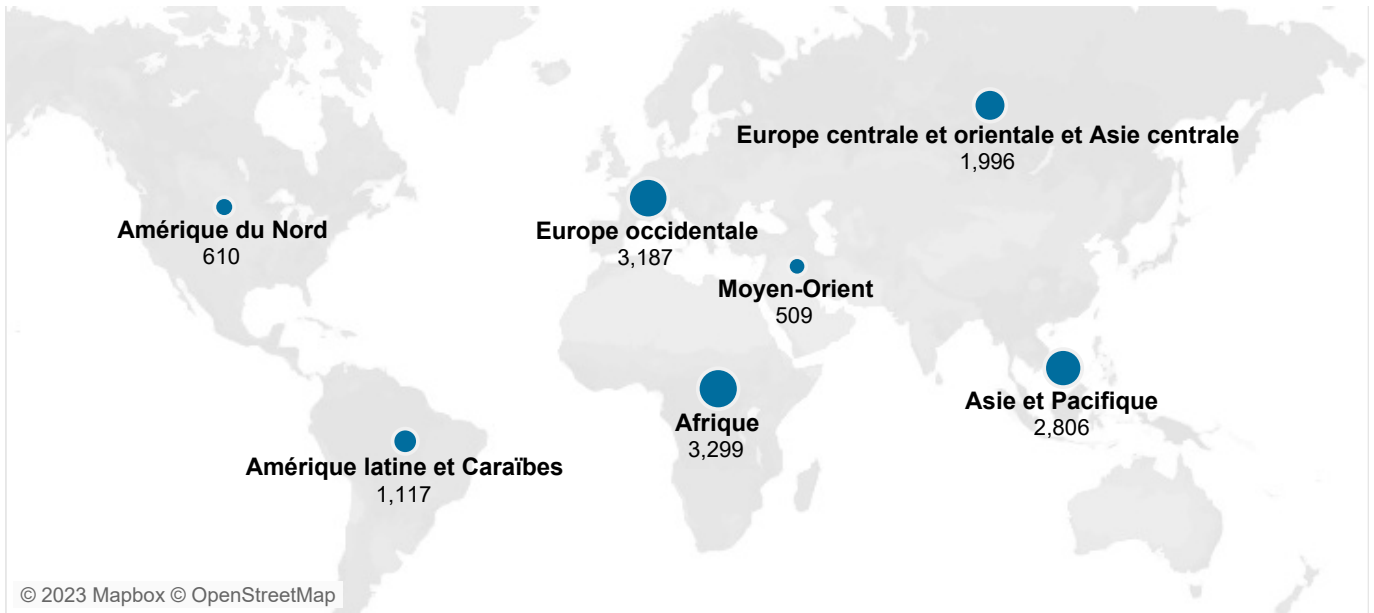 Europe centrale et orientale et Asie centrale
1,996
Amérique du Nord
610
Europe occidentale
3,187
Moyen-Orient
509
Afrique
3,299
Asie et Pacifique
2,806
Amérique latine et Caraïbes
1,117
© 2023 Mapbox © OpenStreetMap